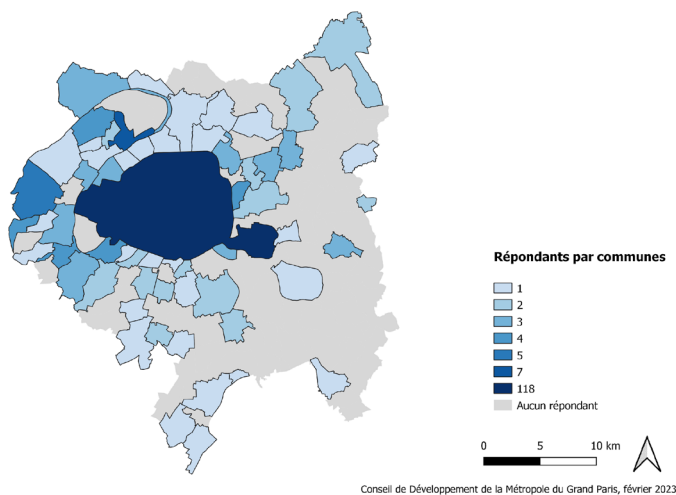 Répondants par communes
1
2
3
4
5
7
118
Aucun répondant
0 5 10 km
Conseil de Développement de la Métropole du Grand Paris, février 2023